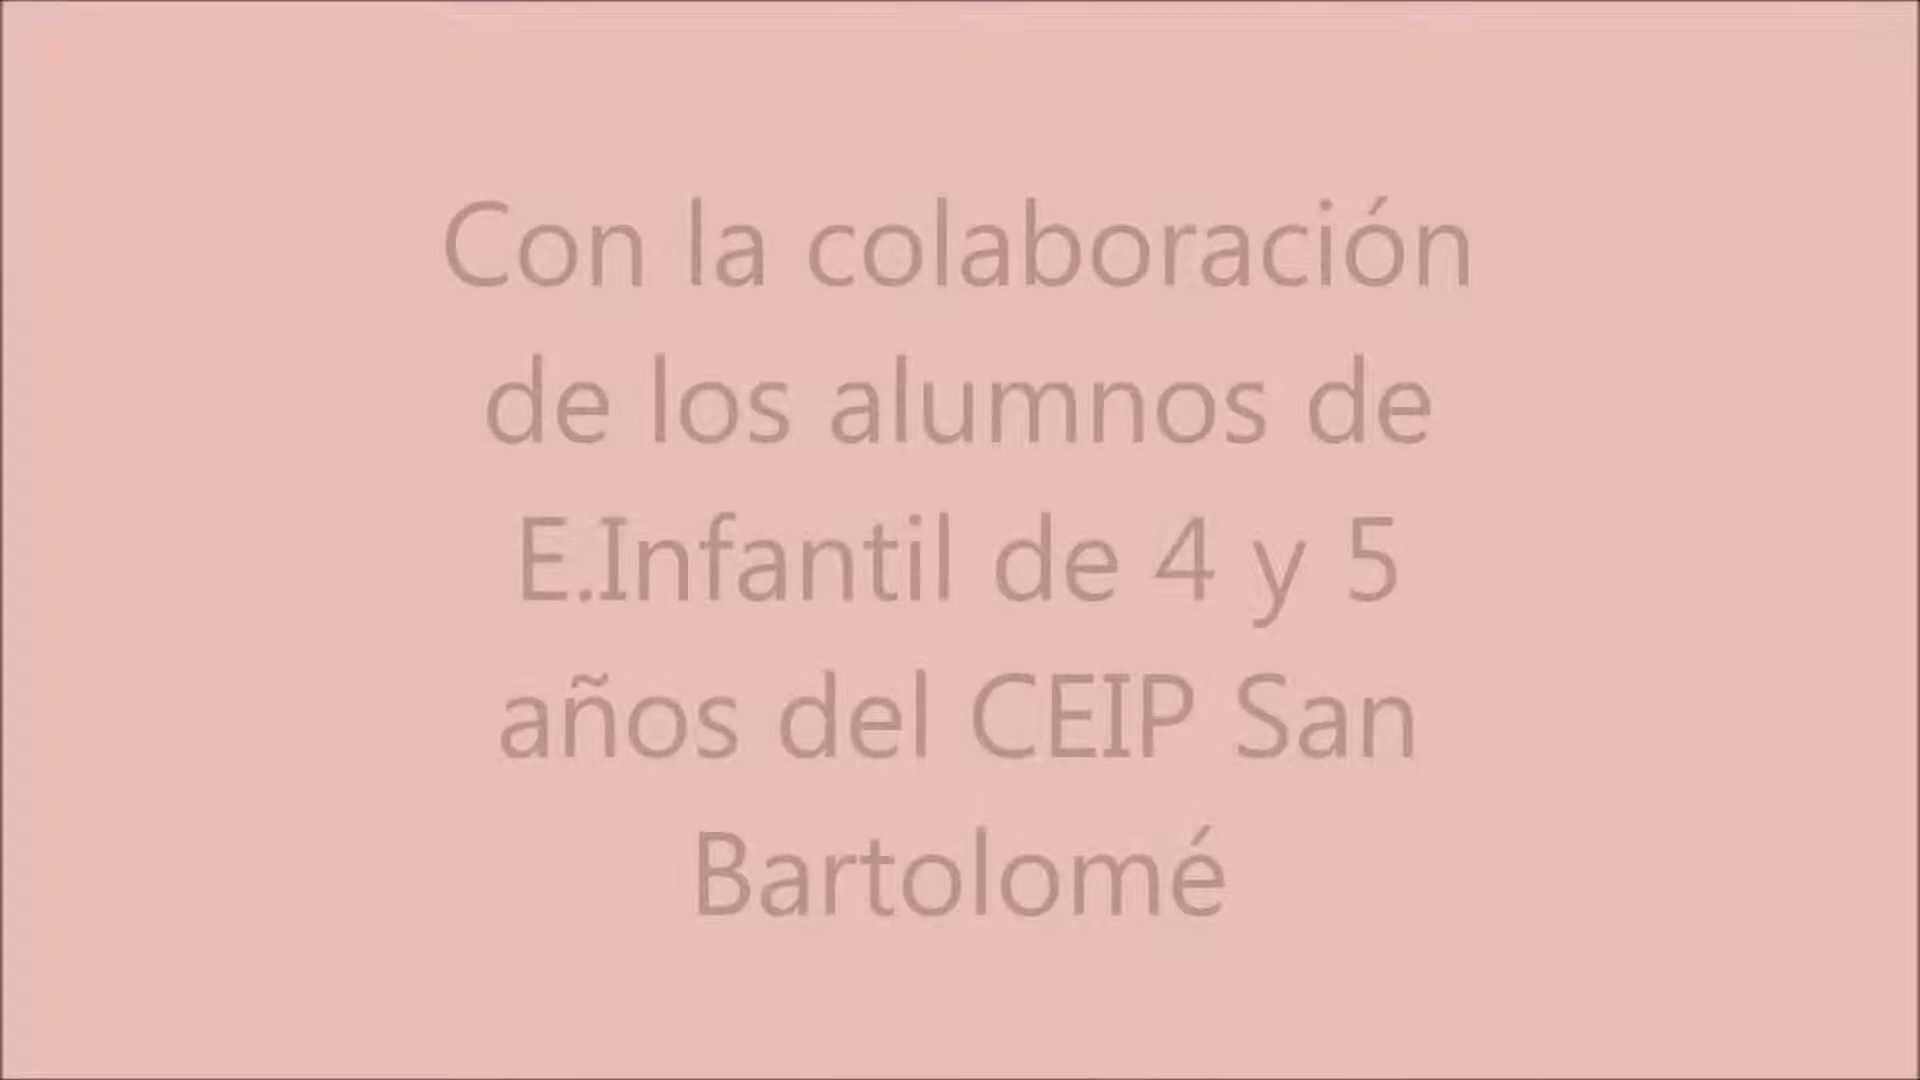 Con la colaboración
de los alumnos de
E.Infantil de 4 y 5
años del CEIP San
Bartolomé